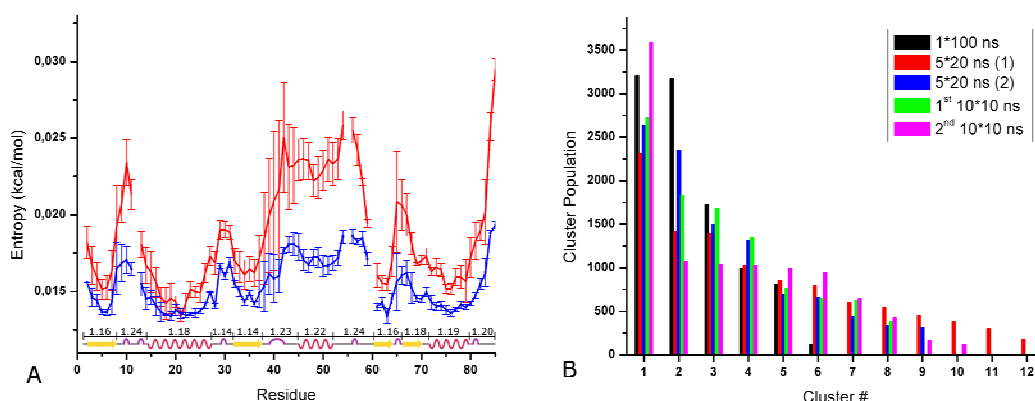 0,030
0,025
0,020
0,015
Entropy (kcal/mol)
1.16 1.24 1.18 1.14 1.14 1.23 1.22 1.24 1.16 1.18 1.19 1.20
0 10 20 30 40 50 60 70 80
Residue
A
3500
3000
2500
2000
1500
1000
500
0
Cluster Population
1*100 ns
5*20 ns (1)
5*20 ns (2)
1st 10*10 ns
2nd 10*10 ns
1 2 3 4 5 6 7 8 9 10 11 12
Cluster #
B